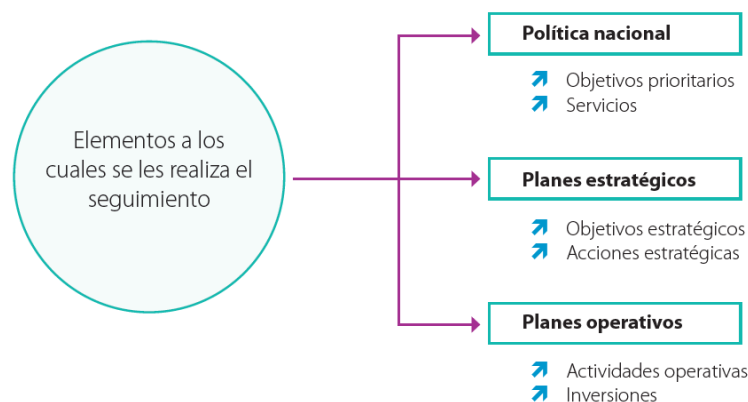 Elementos a los
cuales se les realiza el
seguimiento
Política nacional
Objetivos prioritarios
Servicios
Planes estratégicos
Objetivos estratégicos
Acciones estratégicas
Planes operativos
Actividades operativas
Inversiones